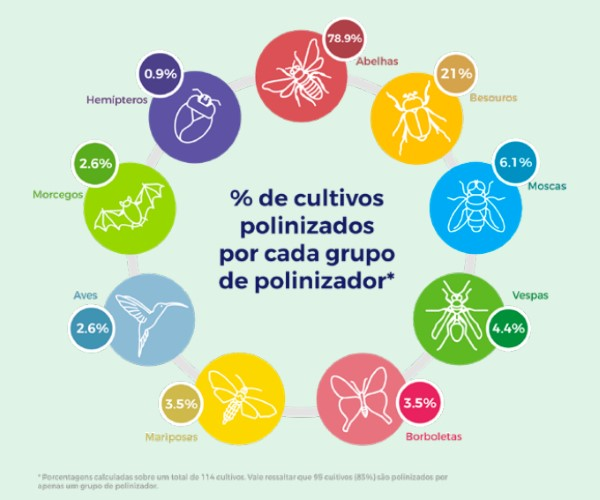 % de cultivos
polinizados
por cada grupo
de polinizador*
78.9%
Abelhas
21%
Besouros
6.1%
Moscas
Vespas
4.4%
3.5%
Borboletas
3.5%
Mariposas
Aves
2.6%
2.6%
Morcegos
0.9%
Hemípteros
* Porcentagens calculadas sobre um total de 114 cultivos. Vale ressaltar que 95 cultivos (85%) são polinizados por
apenas um grupo de polinizador.